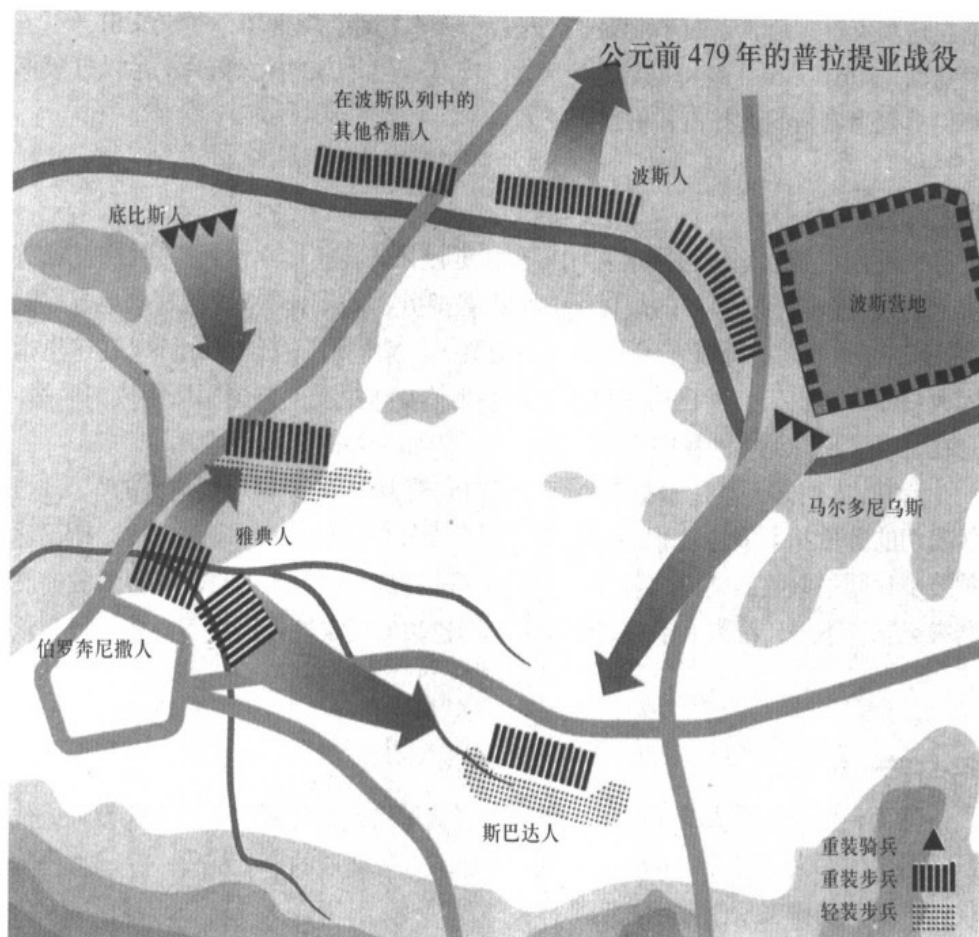 公元前 479 年的普拉提亚战役
在波斯队列中的
其他希腊人
波斯人
底比斯人
波斯营地
马尔多尼乌斯
雅典人
伯罗奔尼撒人
斯巴达人
重装骑兵
重装步兵
轻装步兵